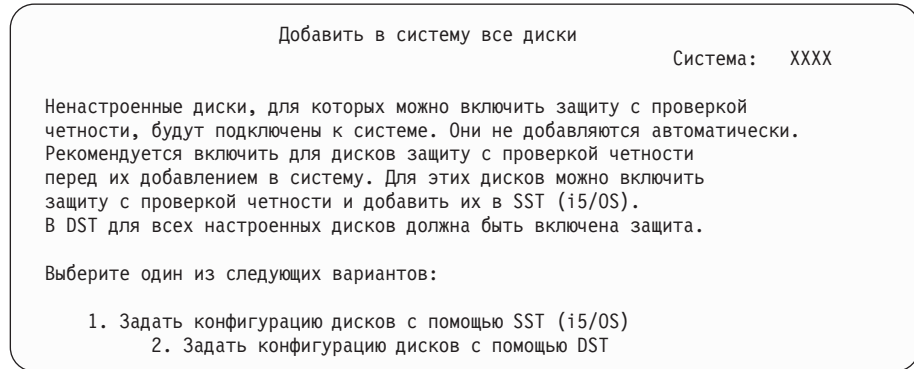 Добавить в систему все диски
Система: XXXX
Ненастроенные диски, для которых можно включить защиту с проверкой
четности, будут подключены к системе. Они не добавляются автоматически.
Рекомендуется включить для дисков защиту с проверкой четности
перед их добавлением в систему. Для этих дисков можно включить
защиту с проверкой четности и добавить их в SST (i5/OS).
В DST для всех настроенных дисков должна быть включена защита.
Выберите один из следующих вариантов:
1. Задать конфигурацию дисков с помощью SST (i5/OS)
2. Задать конфигурацию дисков с помощью DST